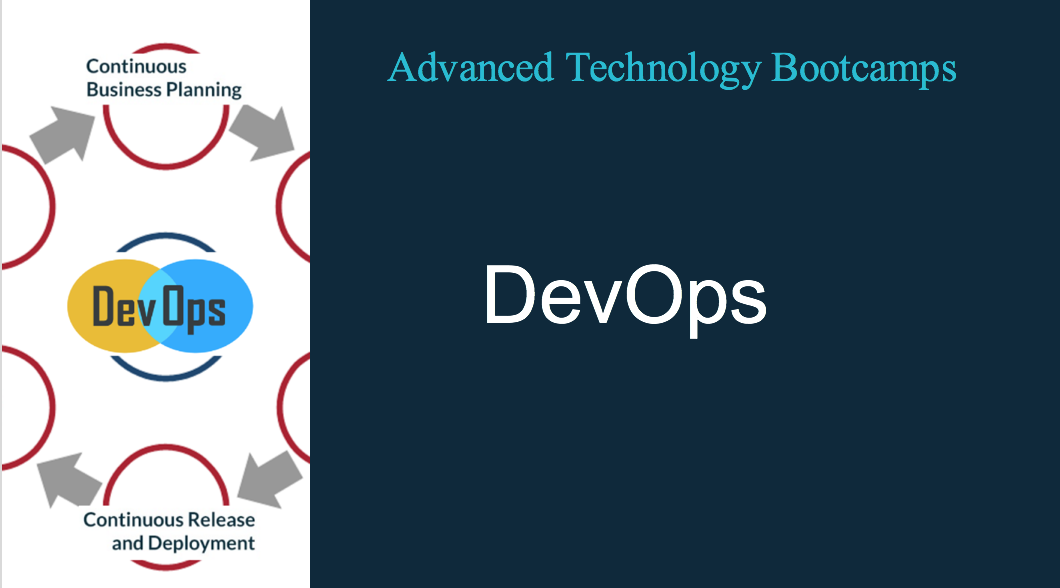 Continuous
Business Planning
DevOps
Continuous Release
and Deployment
Advanced Technology Bootcamps
DevOps